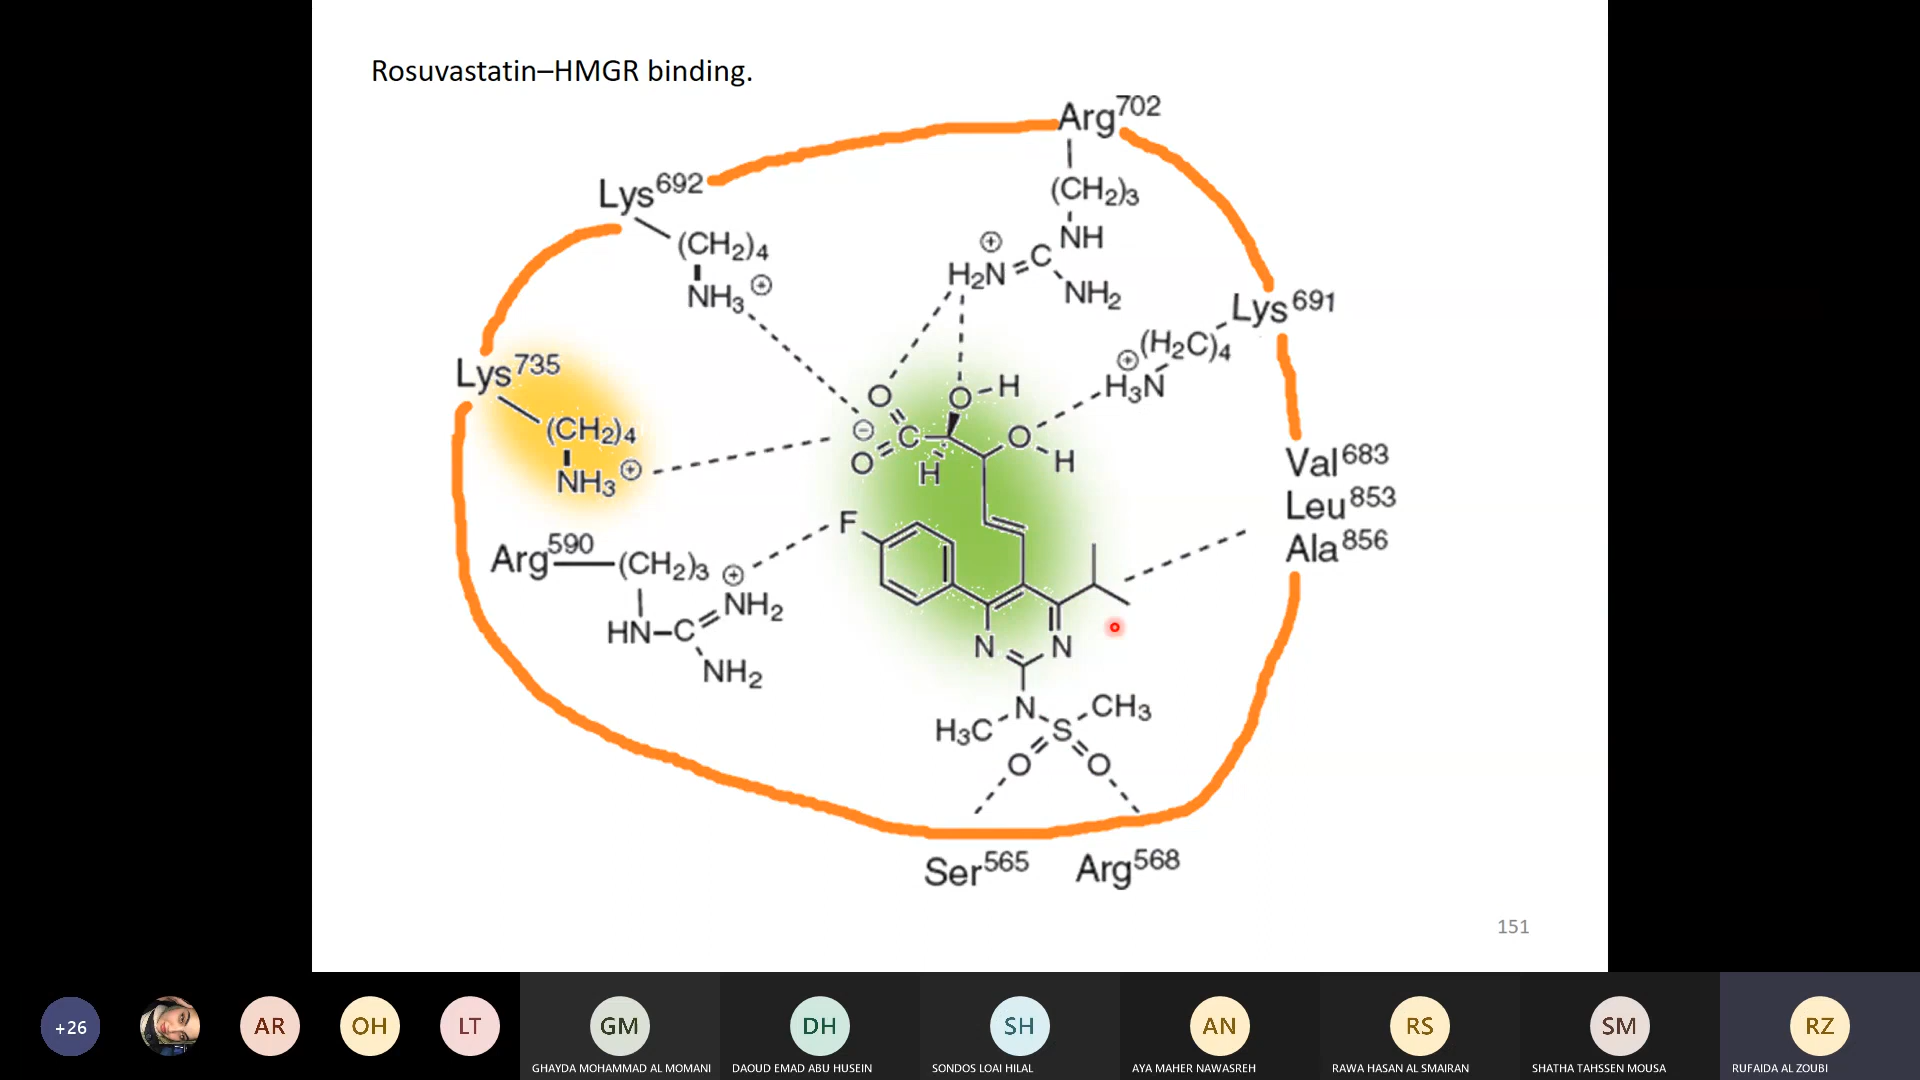 Rosuvastatin–HMGR binding.
Arg702
(CH2)3
NH
C
H2N
NH2
Lys692
(CH2)4
NH3
Lys691
(H2C)4
H3N
Lys735
(CH2)4
NH3
O
O H
C
O
H
O
H
Val683
Leu853
Ala856
F
Arg590
(CH2)3
NH2
HN C
NH2
N N
N
H3C
S
CH3
O O
Ser565 Arg568
151
+26 AR OH LT GM DH SH AN RS SM RZ
GHAYDA MOHAMMAD AL MOMANI DAOUD EMAD ABU HUSEIN SONDOS LOAI HILAL AYA MAHER NAWASREH RAWA HASAN AL SMAIRAN SHATHA TAHSSEN MOUSA RUFAIDA AL ZOUBI